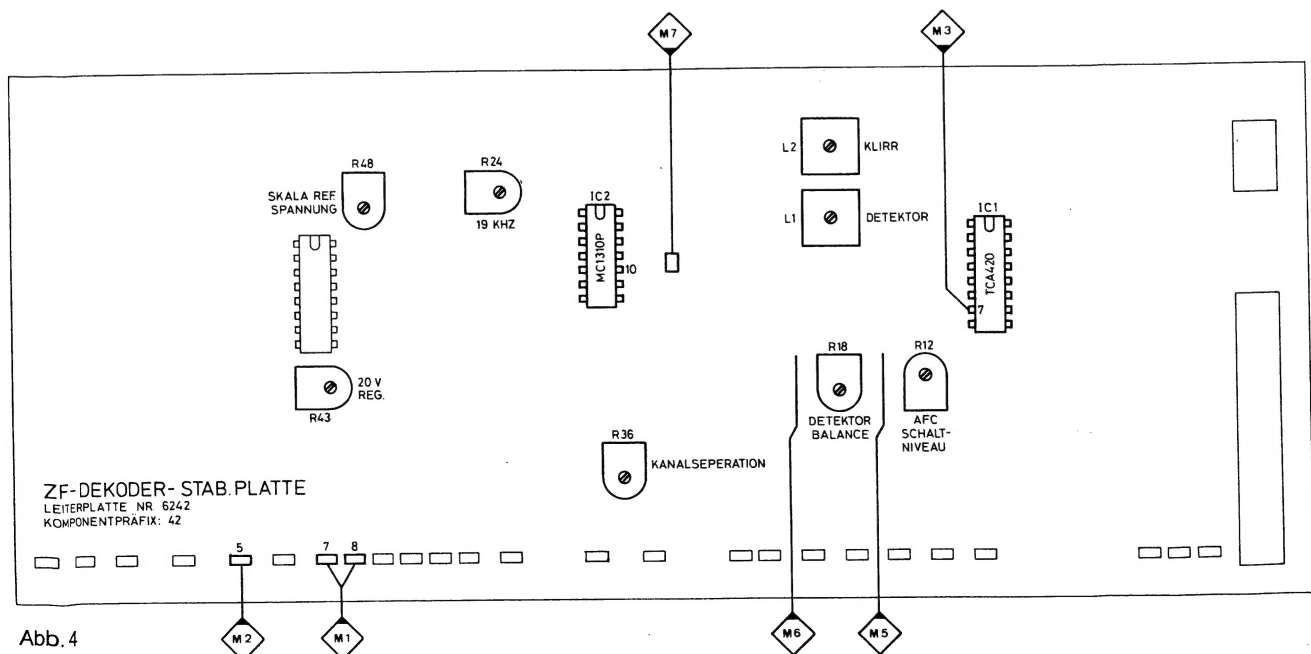 M7
M3
R48
R24
L2
KLIRR
SKALA REF.
SPANNUNG
19 KHZ
IC2
MC1310P
10
L1
DETEKTOR
IC1
TCA420
7
20 V
REG.
R43
R18
R12
DETEKTOR
BALANCE
AFC
SCHALT-
NIVEAU
R36
KANALSEPERATION
ZF-DEKODER-STAB.PLATTE
LEITERPLATTE NR. 6242
KOMPONENTPRÄFIX: 42
5
7
8
M2
M1
M6
M5
Abb. 4